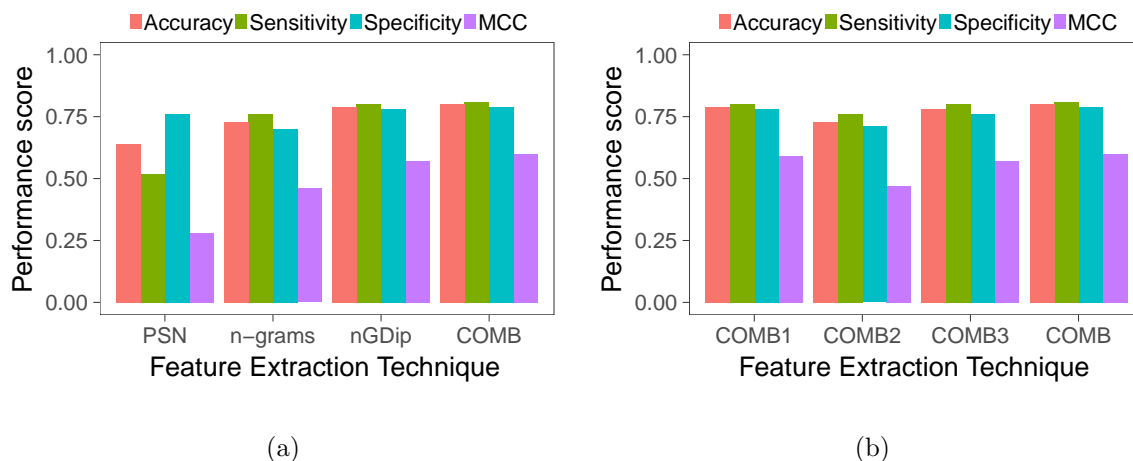 Accuracy Sensitivity Specificity MCC
1.00
0.75
0.50
0.25
0.00
Performance score
PSN n−grams nGDip COMB
Feature Extraction Technique
(a)
Accuracy Sensitivity Specificity MCC
1.00
0.75
0.50
0.25
0.00
Performance score
COMB1 COMB2 COMB3 COMB
Feature Extraction Technique
(b)